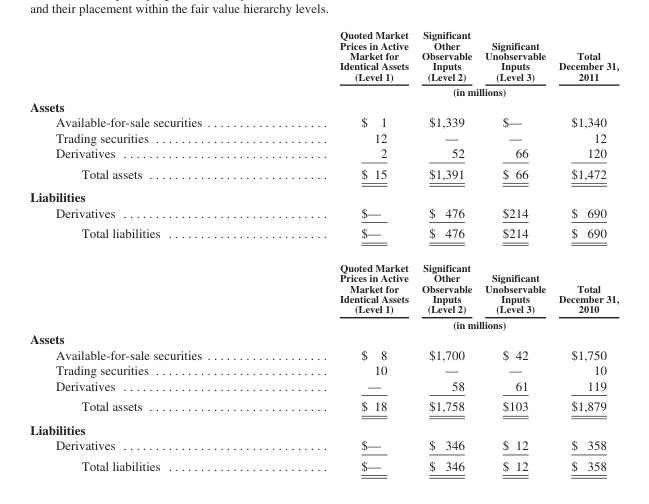 and their placement within the fair value hierarchy levels.
Quoted Market Significant
Prices in Active Other Significant
Market for Observable Unobservable Total
Identical Assets Inputs Inputs December 31,
(Level 1) (Level 2) (Level 3) 2011
(in millions)
Assets
Available-for-sale securities . . . . . . . . . . . . . . . . . . . $ 1 $1,339 $— $1,340
Trading securities . . . . . . . . . . . . . . . . . . . . . . . . . . . 12 — — 12
Derivatives . . . . . . . . . . . . . . . . . . . . . . . . . . . . . . . . 2 52 66 120
Total assets . . . . . . . . . . . . . . . . . . . . . . . . . . . . $ 15 $1,391 $ 66 $1,472
Liabilities
Derivatives . . . . . . . . . . . . . . . . . . . . . . . . . . . . . . . . $— $ 476 $214 $ 690
Total liabilities . . . . . . . . . . . . . . . . . . . . . . . . . $— $ 476 $214 $ 690
Quoted Market Significant
Prices in Active Other Significant
Market for Observable Unobservable Total
Identical Assets Inputs Inputs December 31,
(Level 1) (Level 2) (Level 3) 2010
(in millions)
Assets
Available-for-sale securities . . . . . . . . . . . . . . . . . . . $ 8 $1,700 $ 42 $1,750
Trading securities . . . . . . . . . . . . . . . . . . . . . . . . . . . 10 — — 10
Derivatives . . . . . . . . . . . . . . . . . . . . . . . . . . . . . . . . — 58 61 119
Total assets . . . . . . . . . . . . . . . . . . . . . . . . . . . . $ 18 $1,758 $103 $1,879
Liabilities
Derivatives . . . . . . . . . . . . . . . . . . . . . . . . . . . . . . . . $— $ 346 $ 12 $ 358
Total liabilities . . . . . . . . . . . . . . . . . . . . . . . . . $— $ 346 $ 12 $ 358